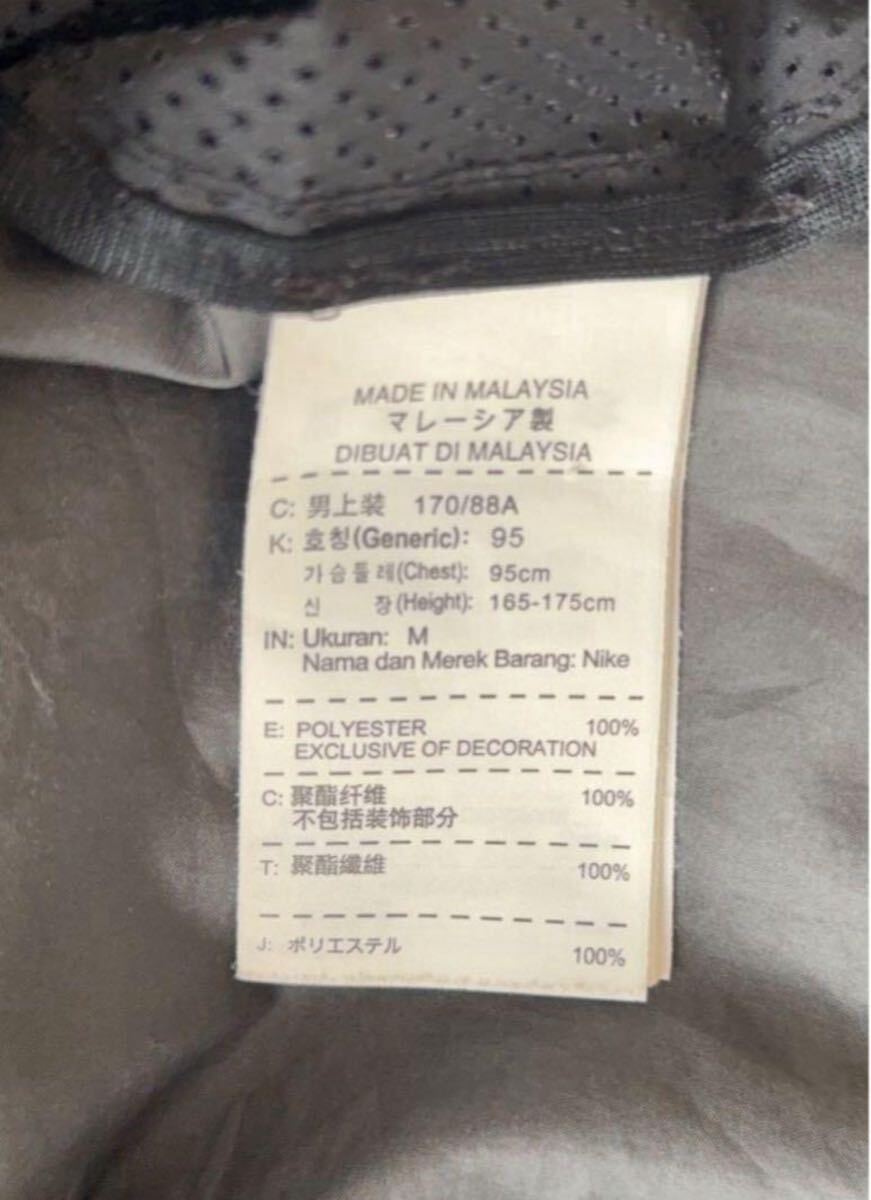 MADE IN MALAYSIA
マレーシア製
DIBUAT DI MALAYSIA
C: 男上装 170/88A
K: 호칭(Generic): 95
가슴둘레(Chest): 95cm
신 장(Height): 165-175cm
IN: Ukuran: M
Nama dan Merek Barang: Nike
E: POLYESTER 100%
EXCLUSIVE OF DECORATION
C: 聚酯纤维 100%
不包括装饰部分
T: 聚酯纖維 100%
J: ポリエステル 100%